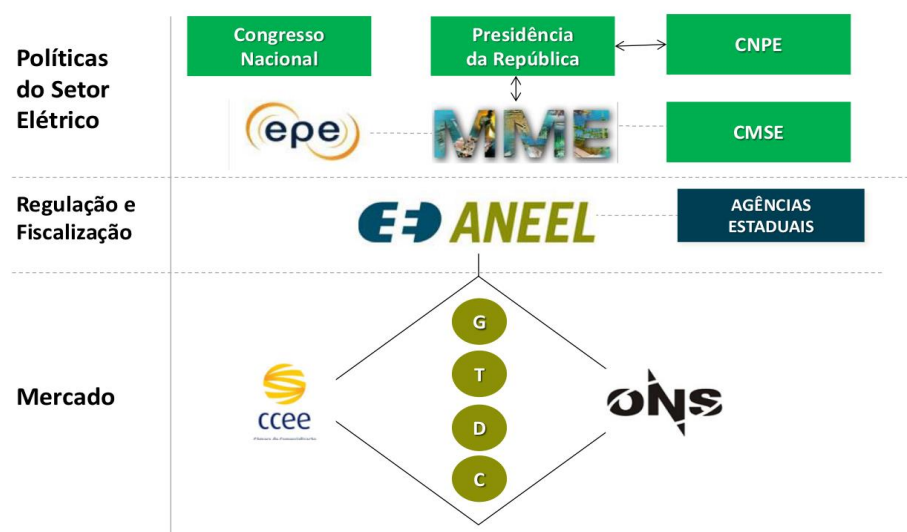 Políticas
do Setor
Elétrico
Congresso
Nacional
Presidência
da República
CNPE
epe
MME
CMSE
Regulação e
Fiscalização
ANEEL
AGÊNCIAS
ESTADUAIS
Mercado
G
T
D
C
ccee
ONS